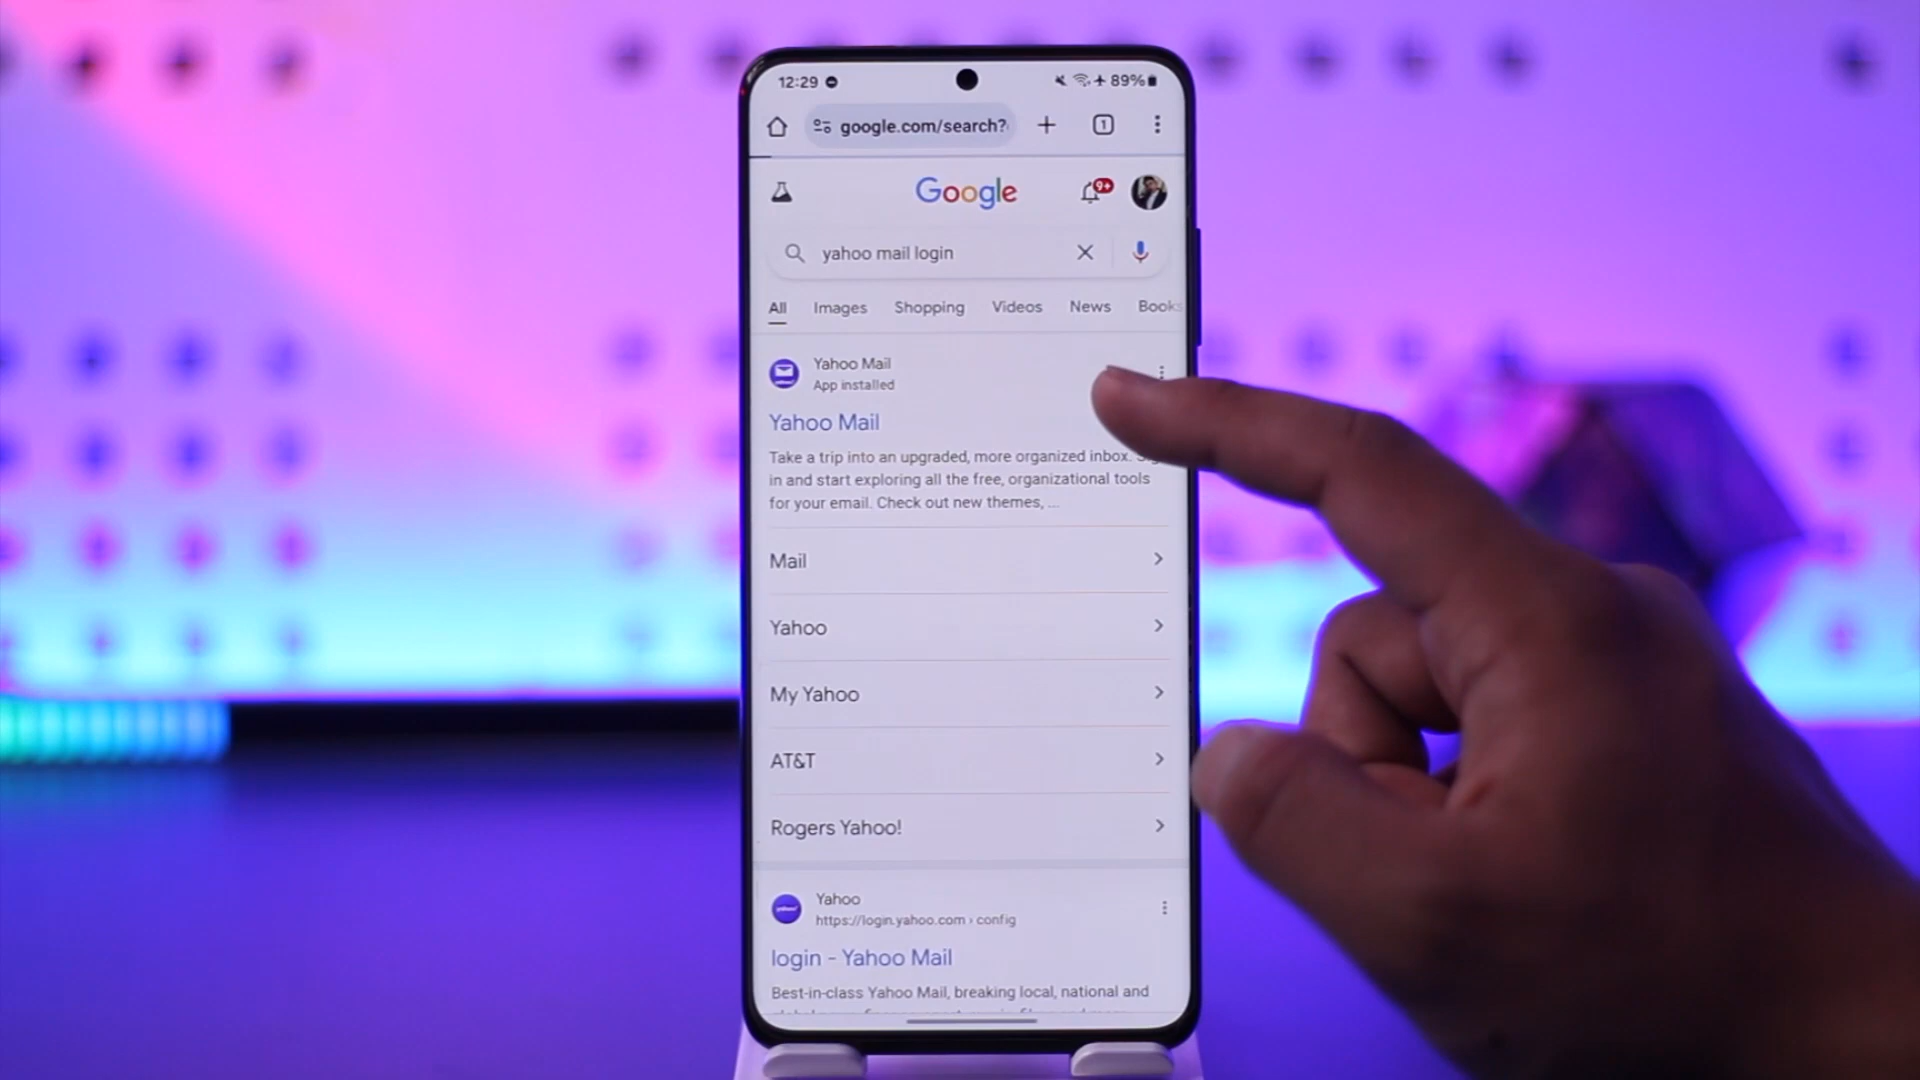 12:29 89%
google.com/search? 1
Google 9+
yahoo mail login
All Images Shopping Videos News Books
Yahoo Mail
App installed
Yahoo Mail
Take a trip into an upgraded, more organized inbox.
in and start exploring all the free, organizational tools
for your email. Check out new themes, ...
Mail
Yahoo
My Yahoo
AT&T
Rogers Yahoo!
Yahoo
https://login.yahoo.com › config
login - Yahoo Mail
Best-in-class Yahoo Mail, breaking local, national and